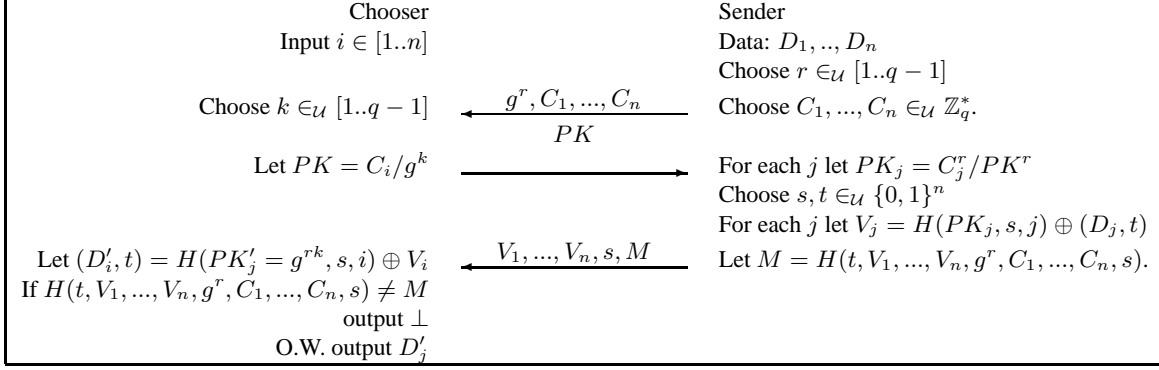 Chooser Sender
Input i ∈ [1..n] Data: D_1, .., D_n
Choose r ∈_U [1..q − 1]
Choose k ∈_U [1..q − 1] g^r, C_1, ..., C_n Choose C_1, ..., C_n ∈_U ℤ_q^*.
PK
Let PK = C_i/g^k For each j let PK_j = C_j^r/PK^r
Choose s, t ∈_U {0, 1}^n
For each j let V_j = H(PK_j, s, j) ⊕ (D_j, t)
Let (D'_i, t) = H(PK'_j = g^{rk}, s, i) ⊕ V_i V_1, ..., V_n, s, M Let M = H(t, V_1, ..., V_n, g^r, C_1, ..., C_n, s).
If H(t, V_1, ..., V_n, g^r, C_1, ..., C_n, s) ≠ M
output ⊥
O.W. output D'_j